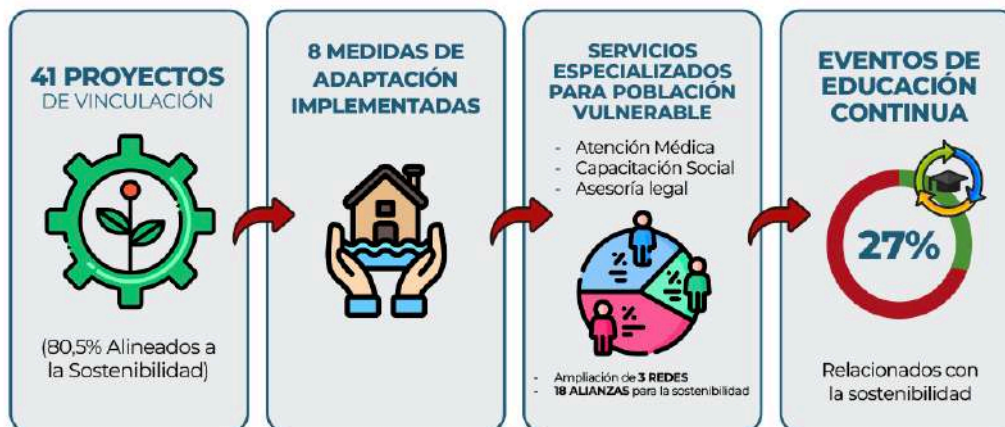 41 PROYECTOS
DE VINCULACIÓN
(80,5% Alineados a
la Sostenibilidad)
8 MEDIDAS DE
ADAPTACIÓN
IMPLEMENTADAS
SERVICIOS
ESPECIALIZADOS
PARA POBLACIÓN
VULNERABLE
- Atención Médica
- Capacitación Social
- Asesoría legal
- Ampliación de 3 REDES
- 18 ALIANZAS para la sostenibilidad
EVENTOS DE
EDUCACIÓN
CONTINUA
27%
Relacionados con
la sostenibilidad